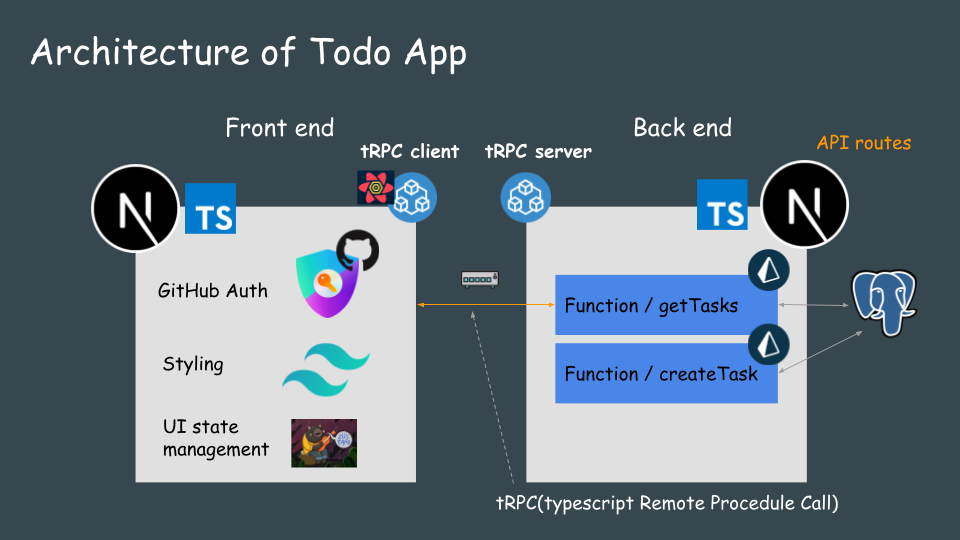 Architecture of Todo App
Front end
Back end
API routes
tRPC client
tRPC server
N
TS
TS
N
GitHub Auth
Function / getTasks
Styling
Function / createTask
UI state
management
tRPC(typescript Remote Procedule Call)